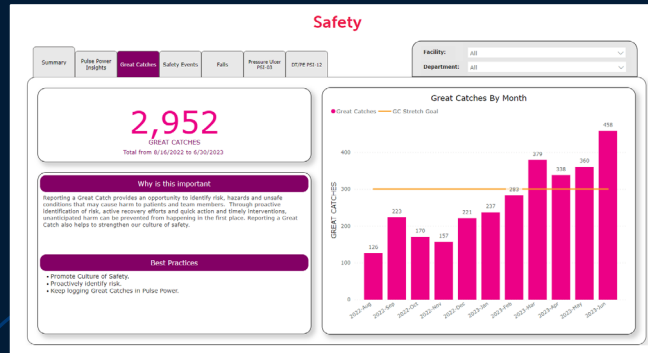 Safety
Summary
Pulse Power
Insights
Great Catches
Safety Events
Falls
Pressure Ulcer
PSI-03
DT/PE PSI-12
Facility:
All
Department:
All
2,952
GREAT CATCHES
Total from 8/16/2022 to 6/30/2023
Why is this important
Reporting a Great Catch provides an opportunity to identify risk, hazards and unsafe
conditions that may cause harm to patients and team members. Through proactive
identification of risk, active recovery efforts and quick action and timely interventions,
unanticipated harm can be prevented from happening in the first place. Reporting a Great
Catch also helps to strengthen our culture of safety.
Best Practices
• Promote Culture of Safety.
• Proactively identify risk.
• Keep logging Great Catches in Pulse Power.
Great Catches By Month
Great Catches
GC Stretch Goal
GREAT CATCHES
400
300
200
100
0
126
223
170
157
221
237
283
379
338
360
458
2022-Aug
2022-Sep
2022-Oct
2022-Nov
2022-Dec
2023-Jan
2023-Feb
2023-Mar
2023-Apr
2023-May
2023-Jun